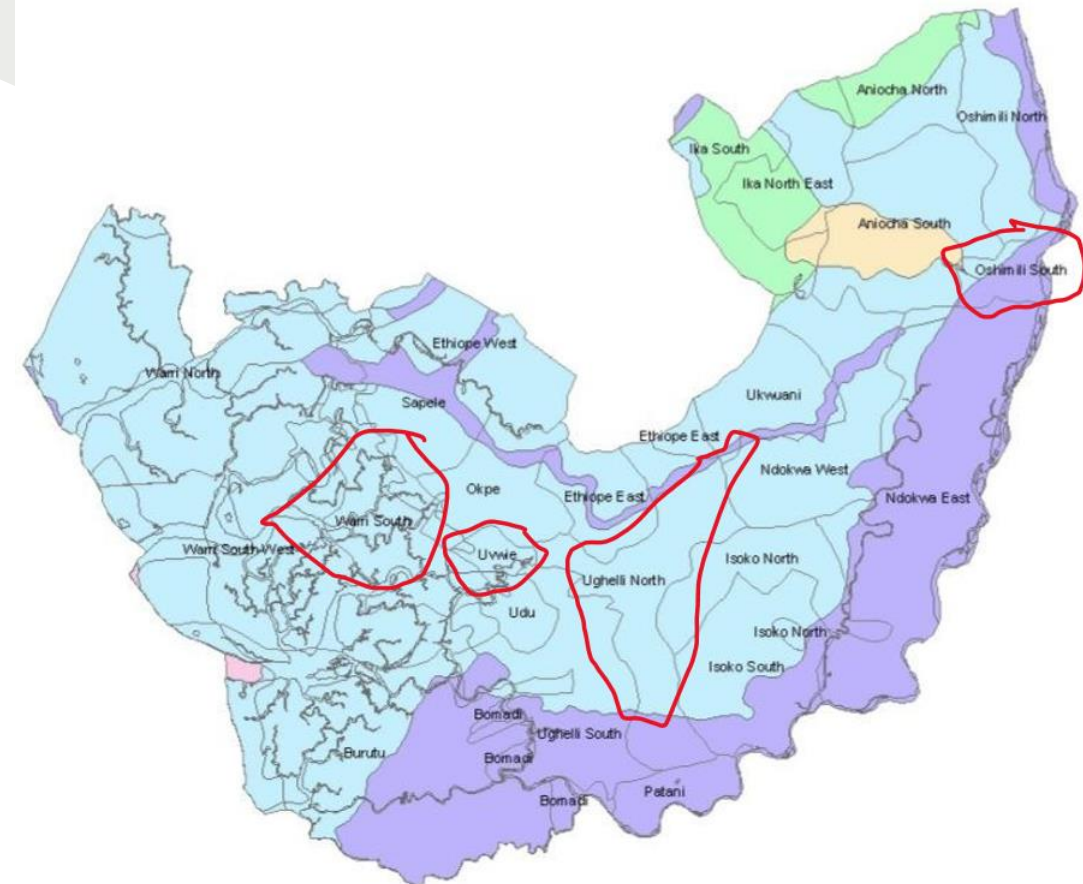 Aniocha North
Oshimili North
Ika South
Ika North East
Aniocha South
Oshimili South
Ethiope West
Warri North
Ukwuani
Sapele
Ethiope East
Ndokwa West
Okpe
Ethiope East
Ndokwa East
Warri South
Warri South West
Uvwie
Isoko North
Ughelli North
Udu
Isoko North
Isoko South
Bomadi
Ughelli South
Burutu
Bomadi
Patani
Bomadi